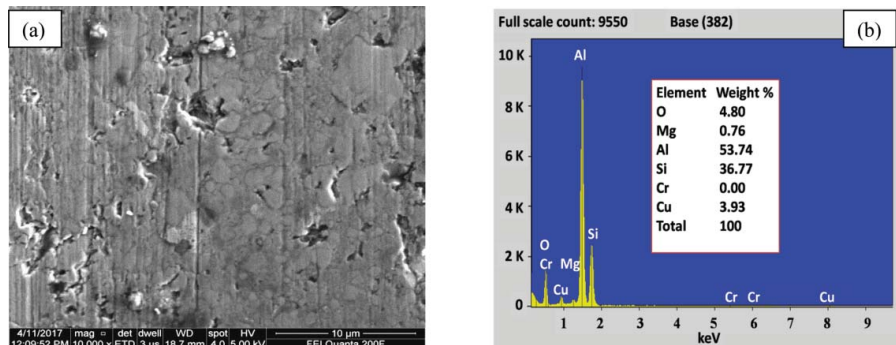 (a)
4/11/2017 mag □ det dwell WD spot HV 10 µm
12:09:52 PM 10,000 x ETD 3 µs 18.7 mm 4.0 5.00 kV FEI Quanta 200F
Full scale count: 9550 Base (382)
(b)
10 K
8 K
6 K
4 K
2 K
0
Al
Si
O
Cr
Mg
Cu
Cr Cr Cu
Element Weight %
O 4.80
Mg 0.76
Al 53.74
Si 36.77
Cr 0.00
Cu 3.93
Total 100
1 2 3 4 5 6 7 8 9
keV